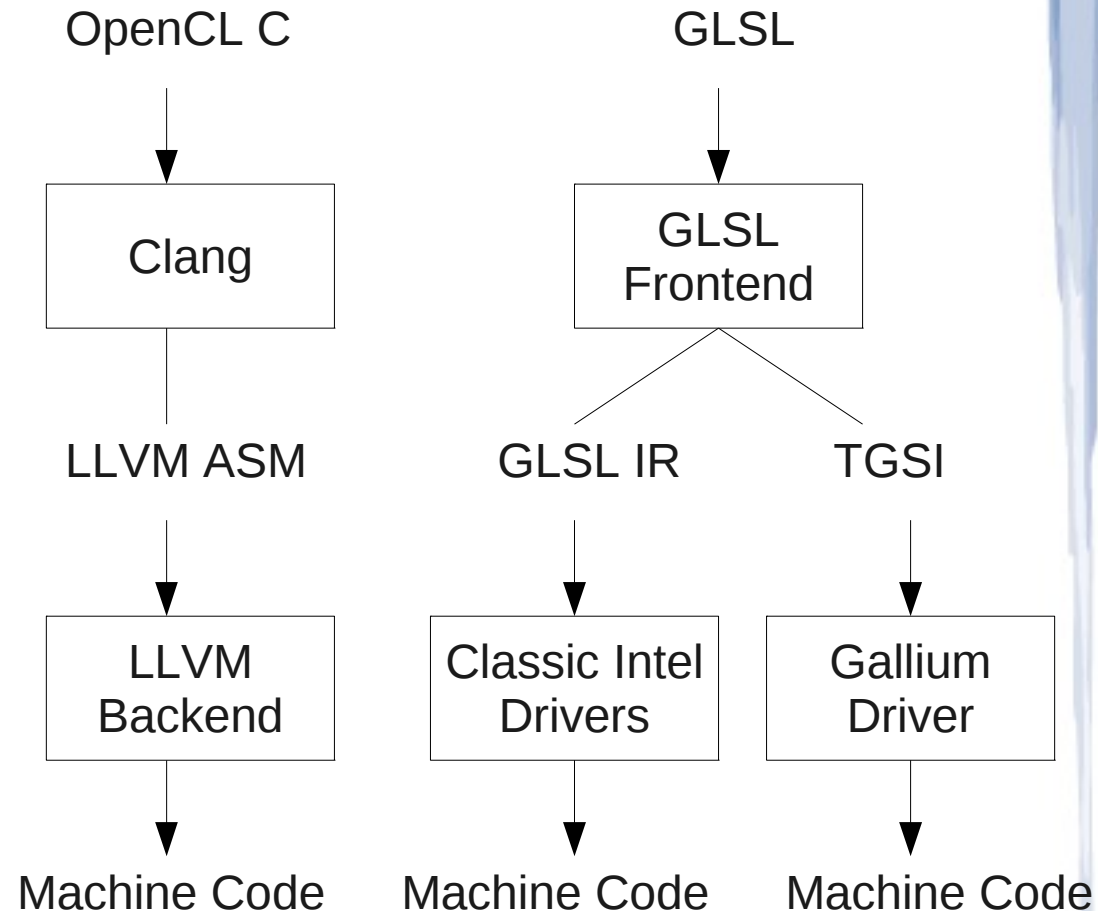 OpenCL C
GLSL
Clang
GLSL
Frontend
LLVM ASM
GLSL IR
TGSI
LLVM
Backend
Classic Intel
Drivers
Gallium
Driver
Machine Code
Machine Code
Machine Code